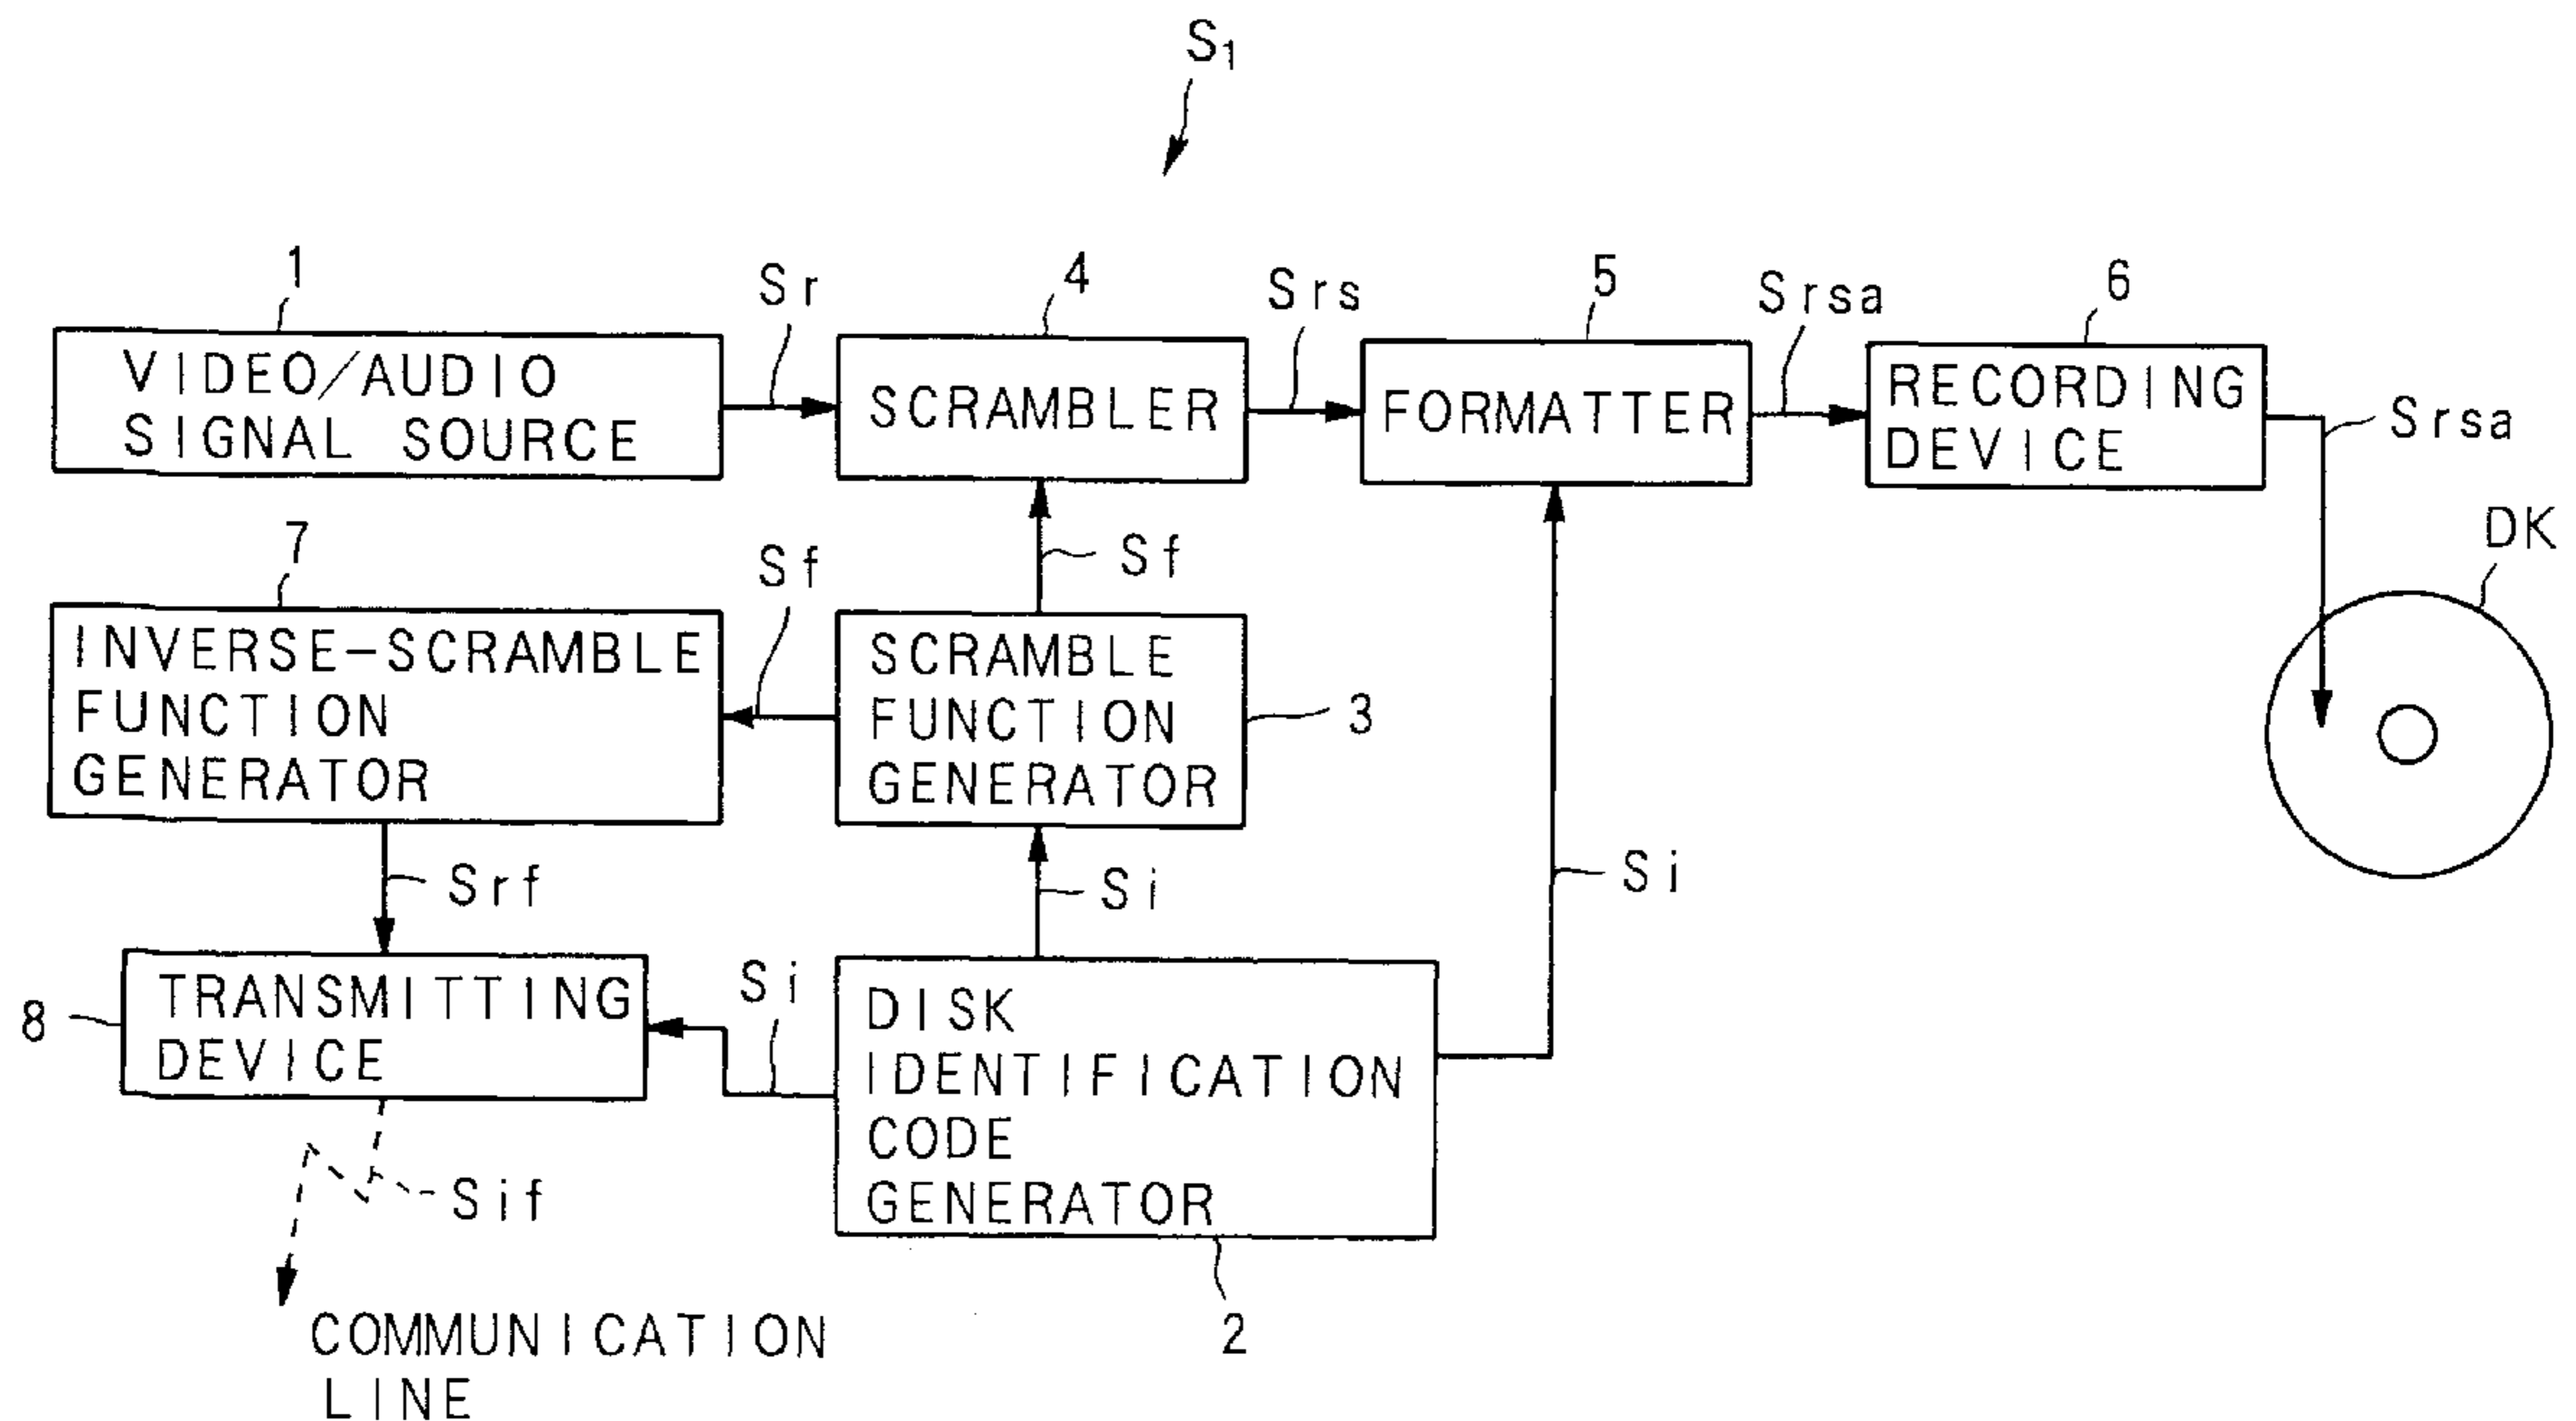 S1
1
Sr
4
Srs
5
Srsa
6
VIDEO/AUDIO
SIGNAL SOURCE
SCRAMBLER
FORMATTER
RECORDING
DEVICE
Srsa
DK
7
Sf
Sf
INVERSE-SCRAMBLE
FUNCTION
GENERATOR
SCRAMBLE
FUNCTION
GENERATOR
3
Srf
Si
Si
8
TRANSMITTING
DEVICE
Si
DISK
IDENTIFICATION
CODE
GENERATOR
Sif
2
COMMUNICATION
LINE